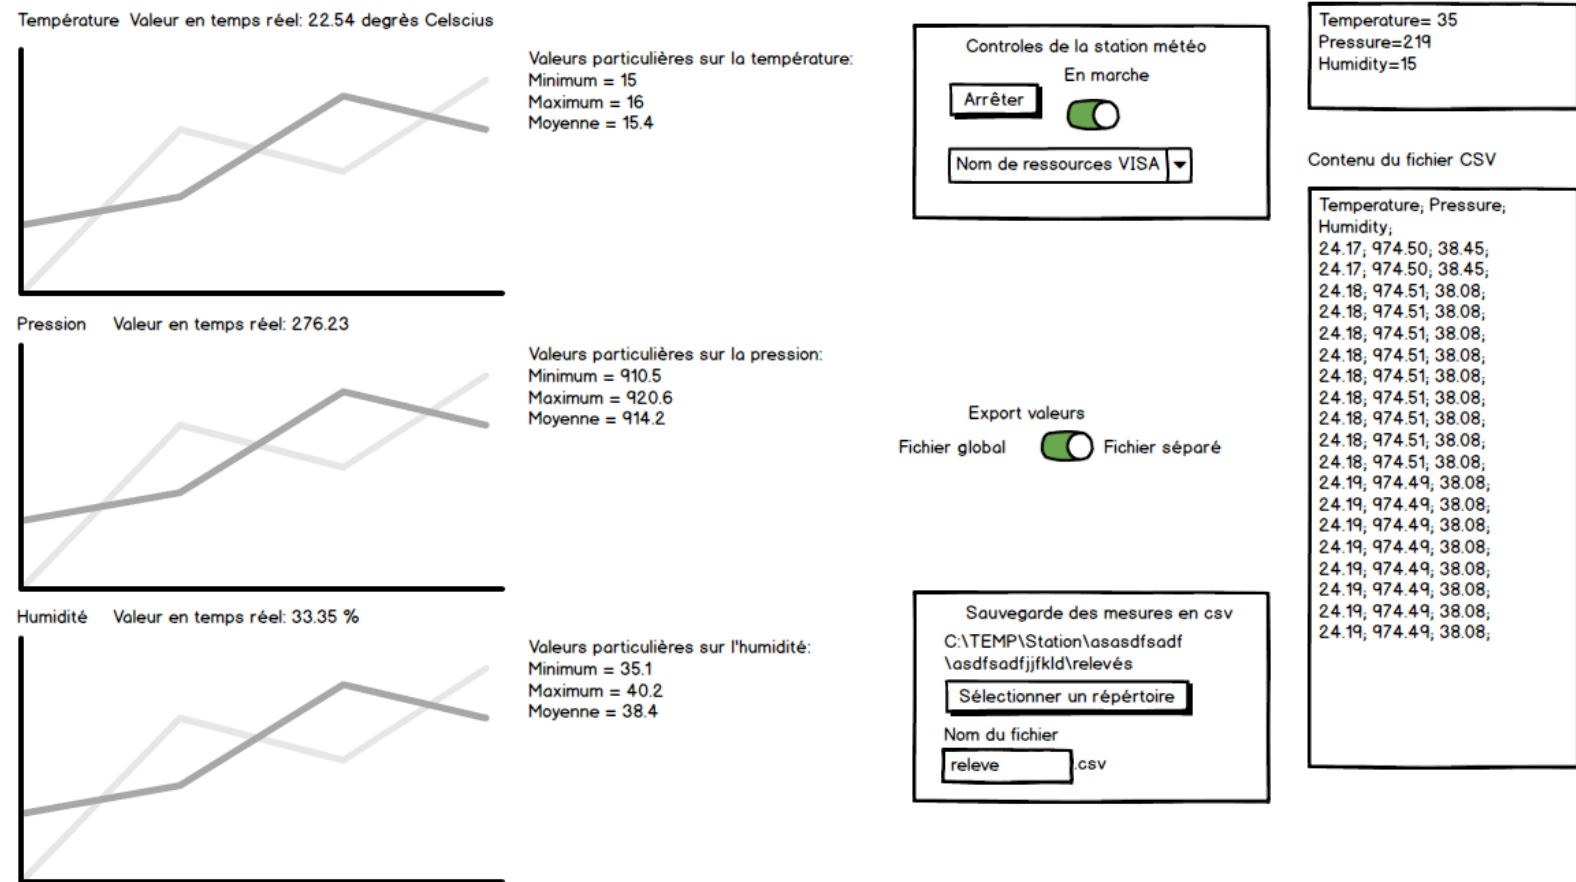 Température Valeur en temps réel: 22.54 degrès Celscius
Valeurs particulières sur la température:
Minimum = 15
Maximum = 16
Moyenne = 15.4
Pression Valeur en temps réel: 276.23
Valeurs particulières sur la pression:
Minimum = 910.5
Maximum = 920.6
Moyenne = 914.2
Humidité Valeur en temps réel: 33.35 %
Valeurs particulières sur l'humidité:
Minimum = 35.1
Maximum = 40.2
Moyenne = 38.4
Controles de la station météo
En marche
Arrêter
Nom de ressources VISA
Export valeurs
Fichier global Fichier séparé
Sauvegarde des mesures en csv
C:\TEMP\Station\asasdfsadf
\asdfsadfjjfkld\relevés
Sélectionner un répértoire
Nom du fichier
releve .csv
Temperature= 35
Pressure=219
Humidity=15
Contenu du fichier CSV
Temperature; Pressure;
Humidity;
24.17; 974.50; 38.45;
24.17; 974.50; 38.45;
24.18; 974.51; 38.08;
24.18; 974.51; 38.08;
24.18; 974.51; 38.08;
24.18; 974.51; 38.08;
24.18; 974.51; 38.08;
24.18; 974.51; 38.08;
24.18; 974.51; 38.08;
24.18; 974.51; 38.08;
24.18; 974.51; 38.08;
24.19; 974.49; 38.08;
24.19; 974.49; 38.08;
24.19; 974.49; 38.08;
24.19; 974.49; 38.08;
24.19; 974.49; 38.08;
24.19; 974.49; 38.08;
24.19; 974.49; 38.08;
24.19; 974.49; 38.08;